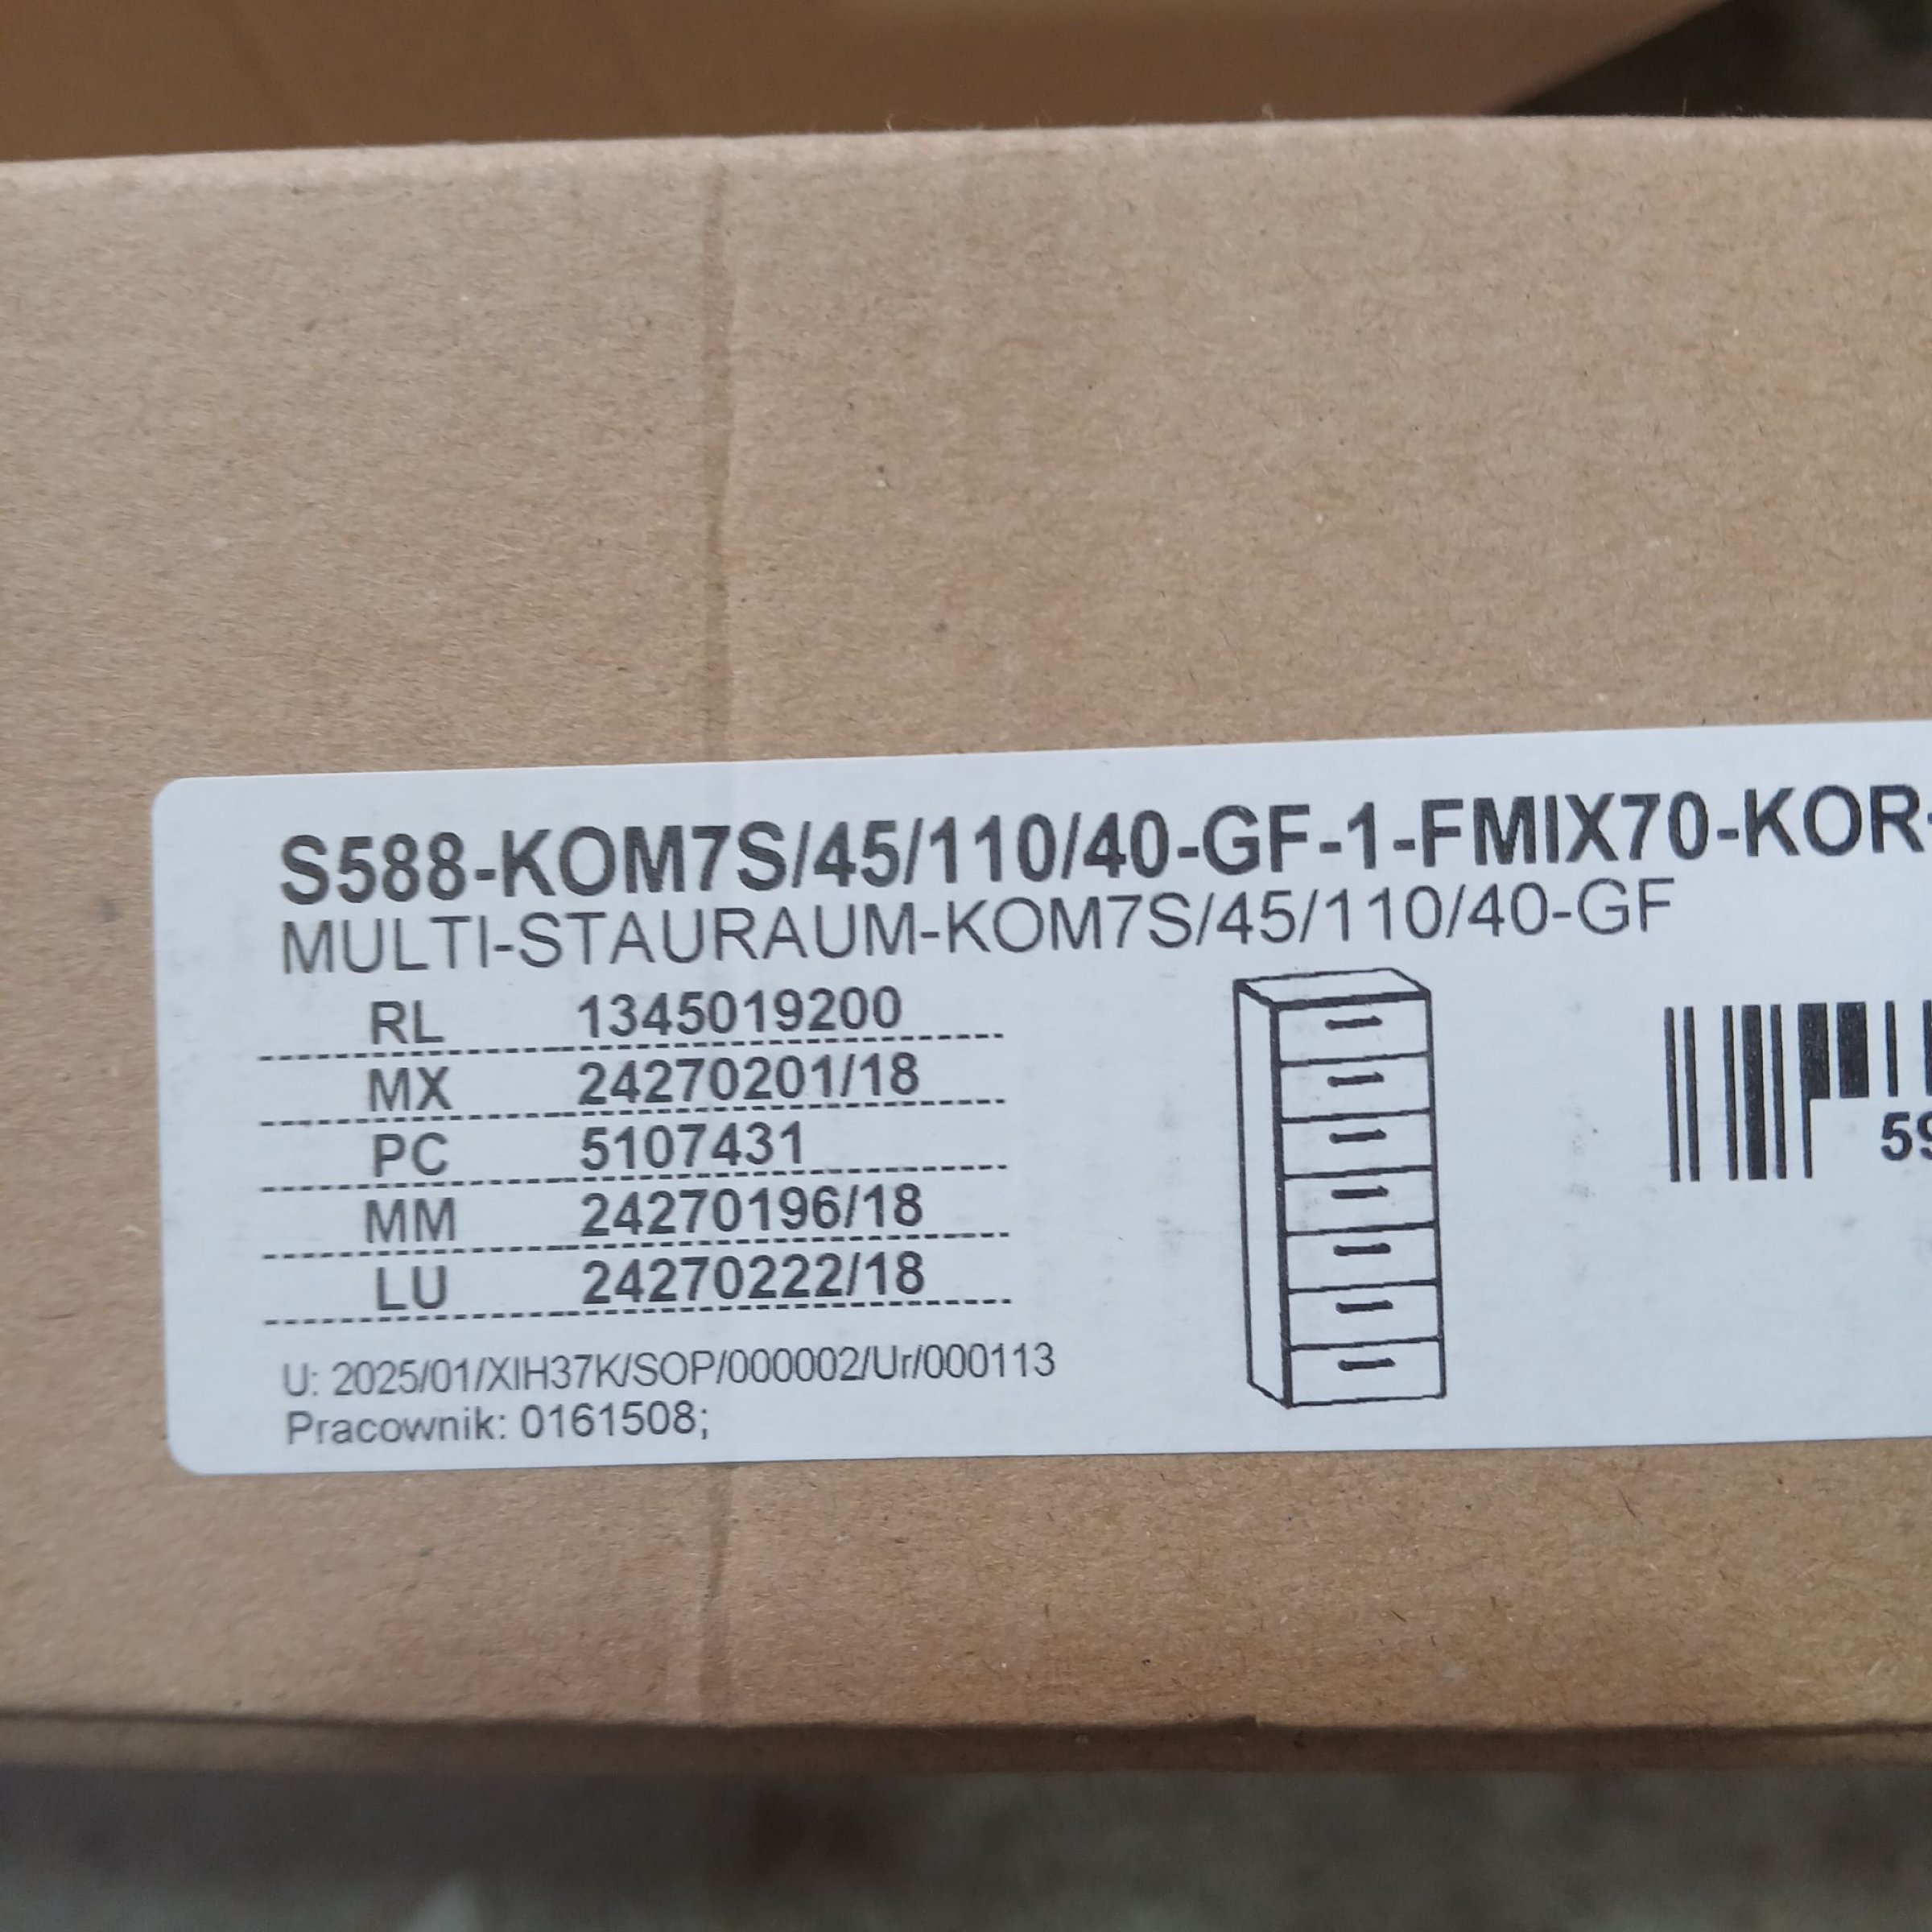 S588-KOM7S/45/110/40-GF-1-FMIX70-KOR-
MULTI-STAURAUM-KOM7S/45/110/40-GF
RL 1345019200
MX 24270201/18
PC 5107431
MM 24270196/18
LU 24270222/18
59
U: 2025/01/XIH37K/SOP/000002/Ur/000113
Pracownik: 0161508;